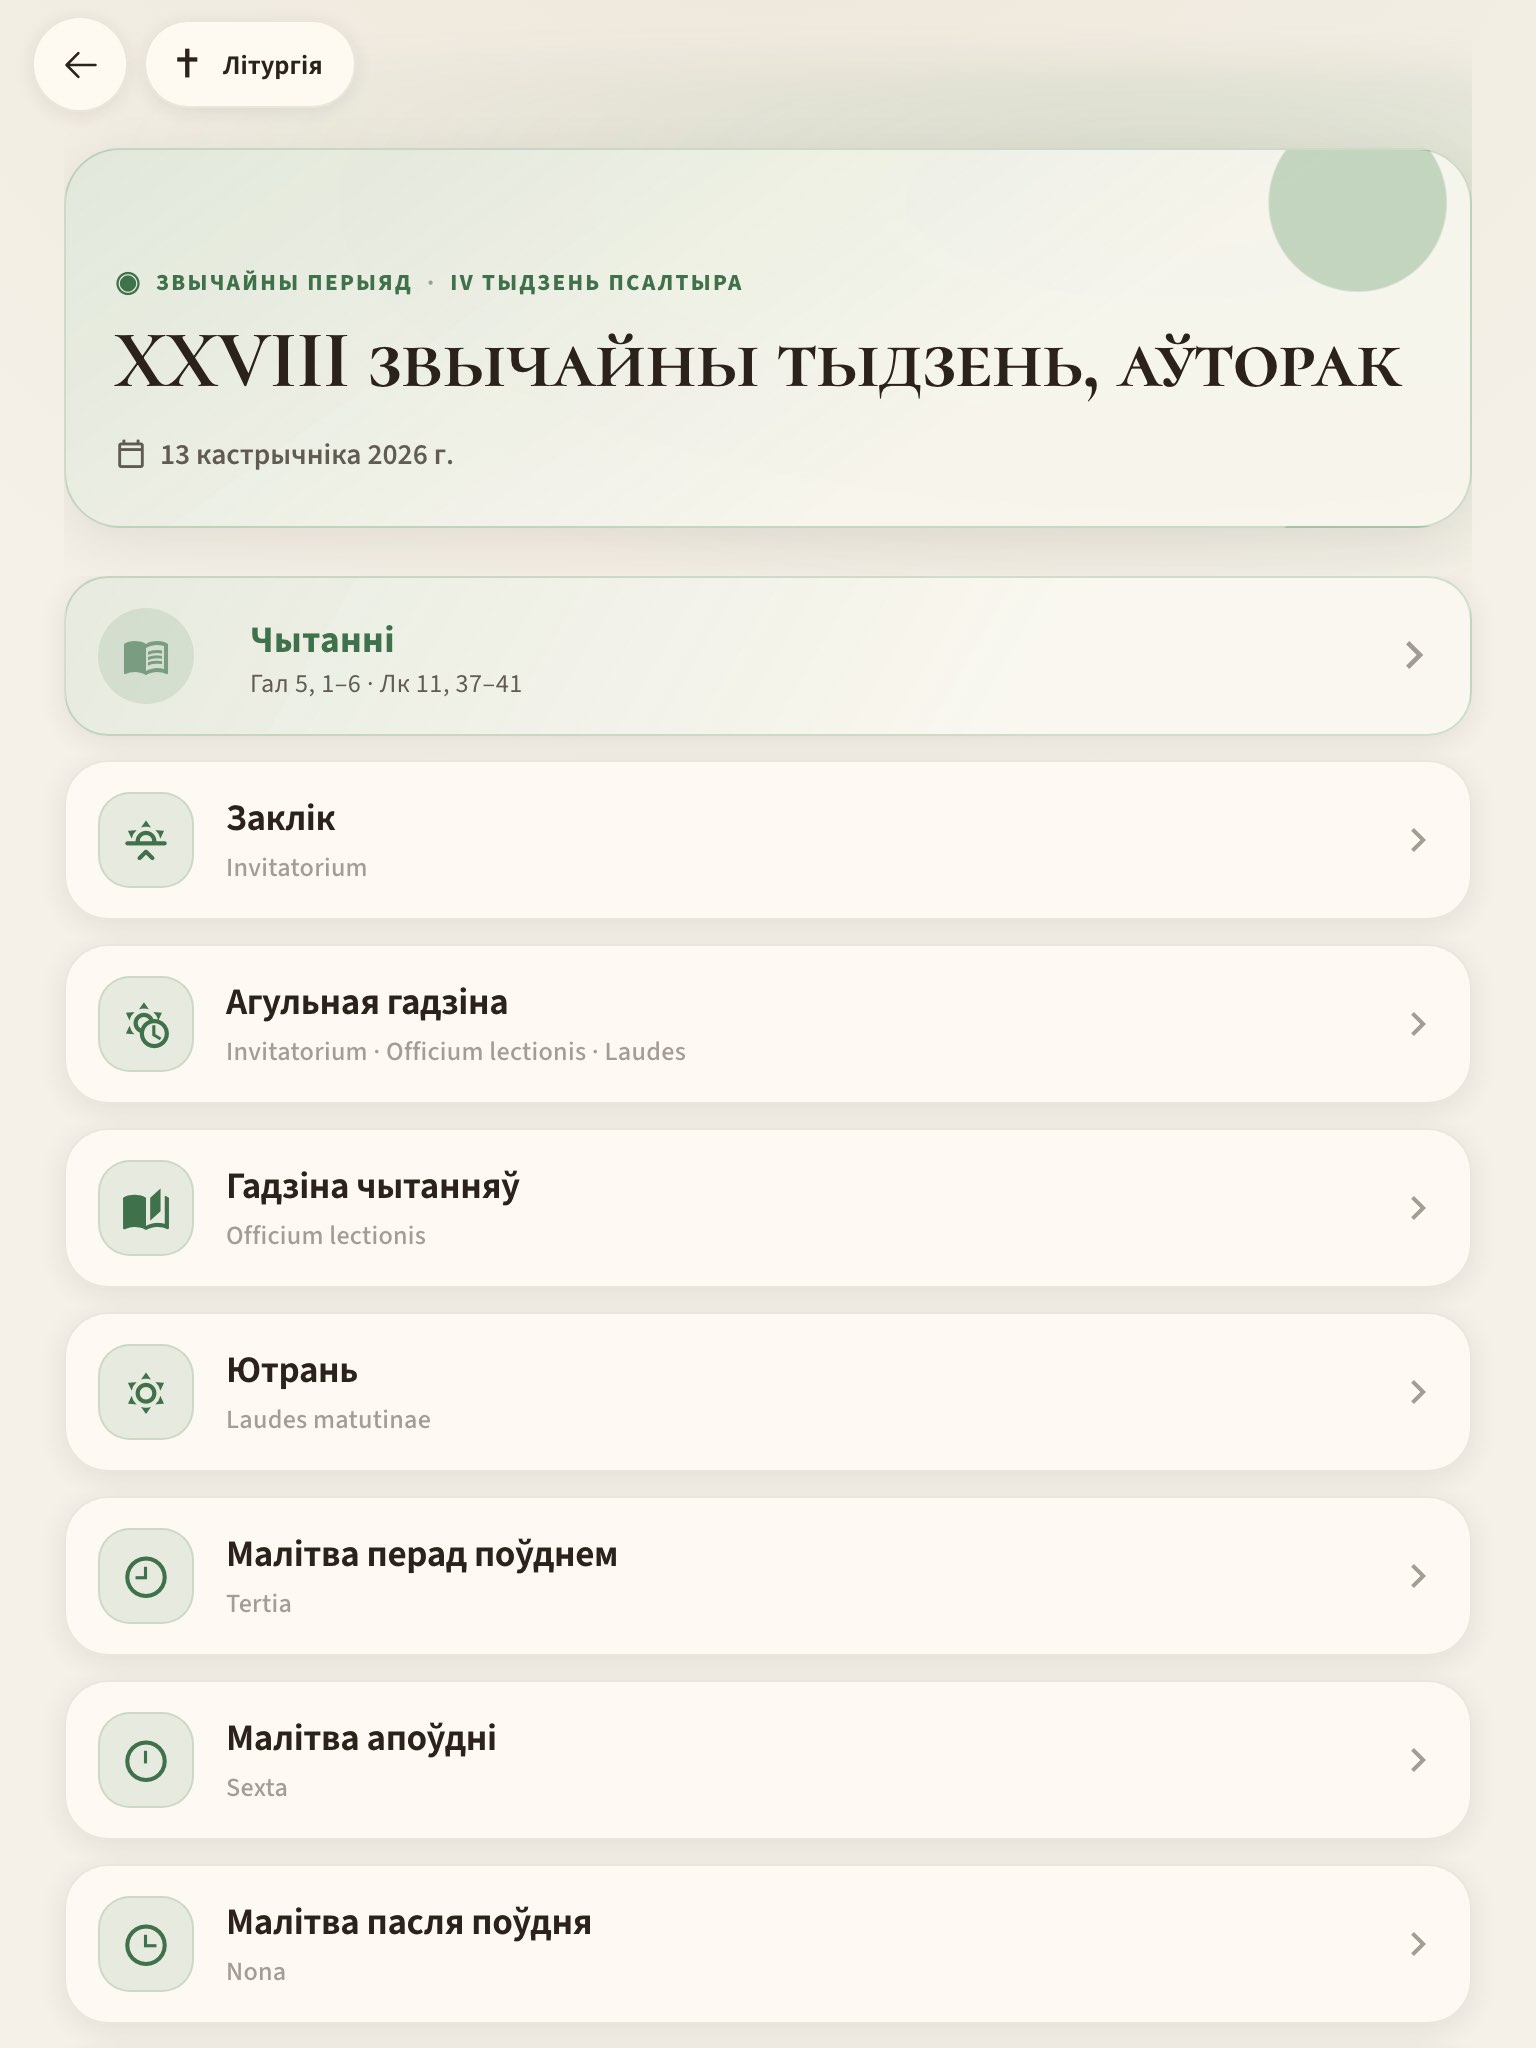 Літургія
ЗВЫЧАЙНЫ ПЕРЫЯД · IV ТЫДЗЕНЬ ПСАЛТЫРА
XXVIII звычайны тыдзень, аўторак
13 кастрычніка 2026 г.
Чытанні
Гал 5, 1–6 · Лк 11, 37–41
Заклік
Invitatorium
Агульная гадзіна
Invitatorium · Officium lectionis · Laudes
Гадзіна чытанняў
Officium lectionis
Ютрань
Laudes matutinae
Малітва перад поўднем
Tertia
Малітва апоўдні
Sexta
Малітва пасля поўдня
Nona